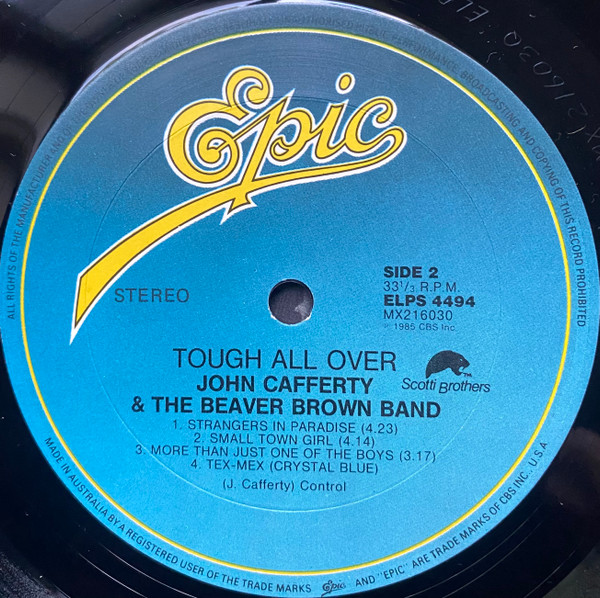 ALL RIGHTS OF THE MANUFACTURER AND
PERFORMANCE, BROADCASTING AND COPYING OF THIS RECORD PROHIBITED
Epic
STEREO
SIDE 2
33 1/3 R.P.M.
ELPS 4494
MX216030
℗ 1985 CBS Inc.
TOUGH ALL OVER
JOHN CAFFERTY
& THE BEAVER BROWN BAND
Scotti Brothers
1. STRANGERS IN PARADISE (4.23)
2. SMALL TOWN GIRL (4.14)
3. MORE THAN JUST ONE OF THE BOYS (3.17)
4. TEX-MEX (CRYSTAL BLUE)
(J. Cafferty) Control
MADE IN AUSTRALIA BY A REGISTERED USER OF THE TRADE MARKS Epic AND "EPIC" ARE TRADE MARKS OF CBS INC., U.S.A